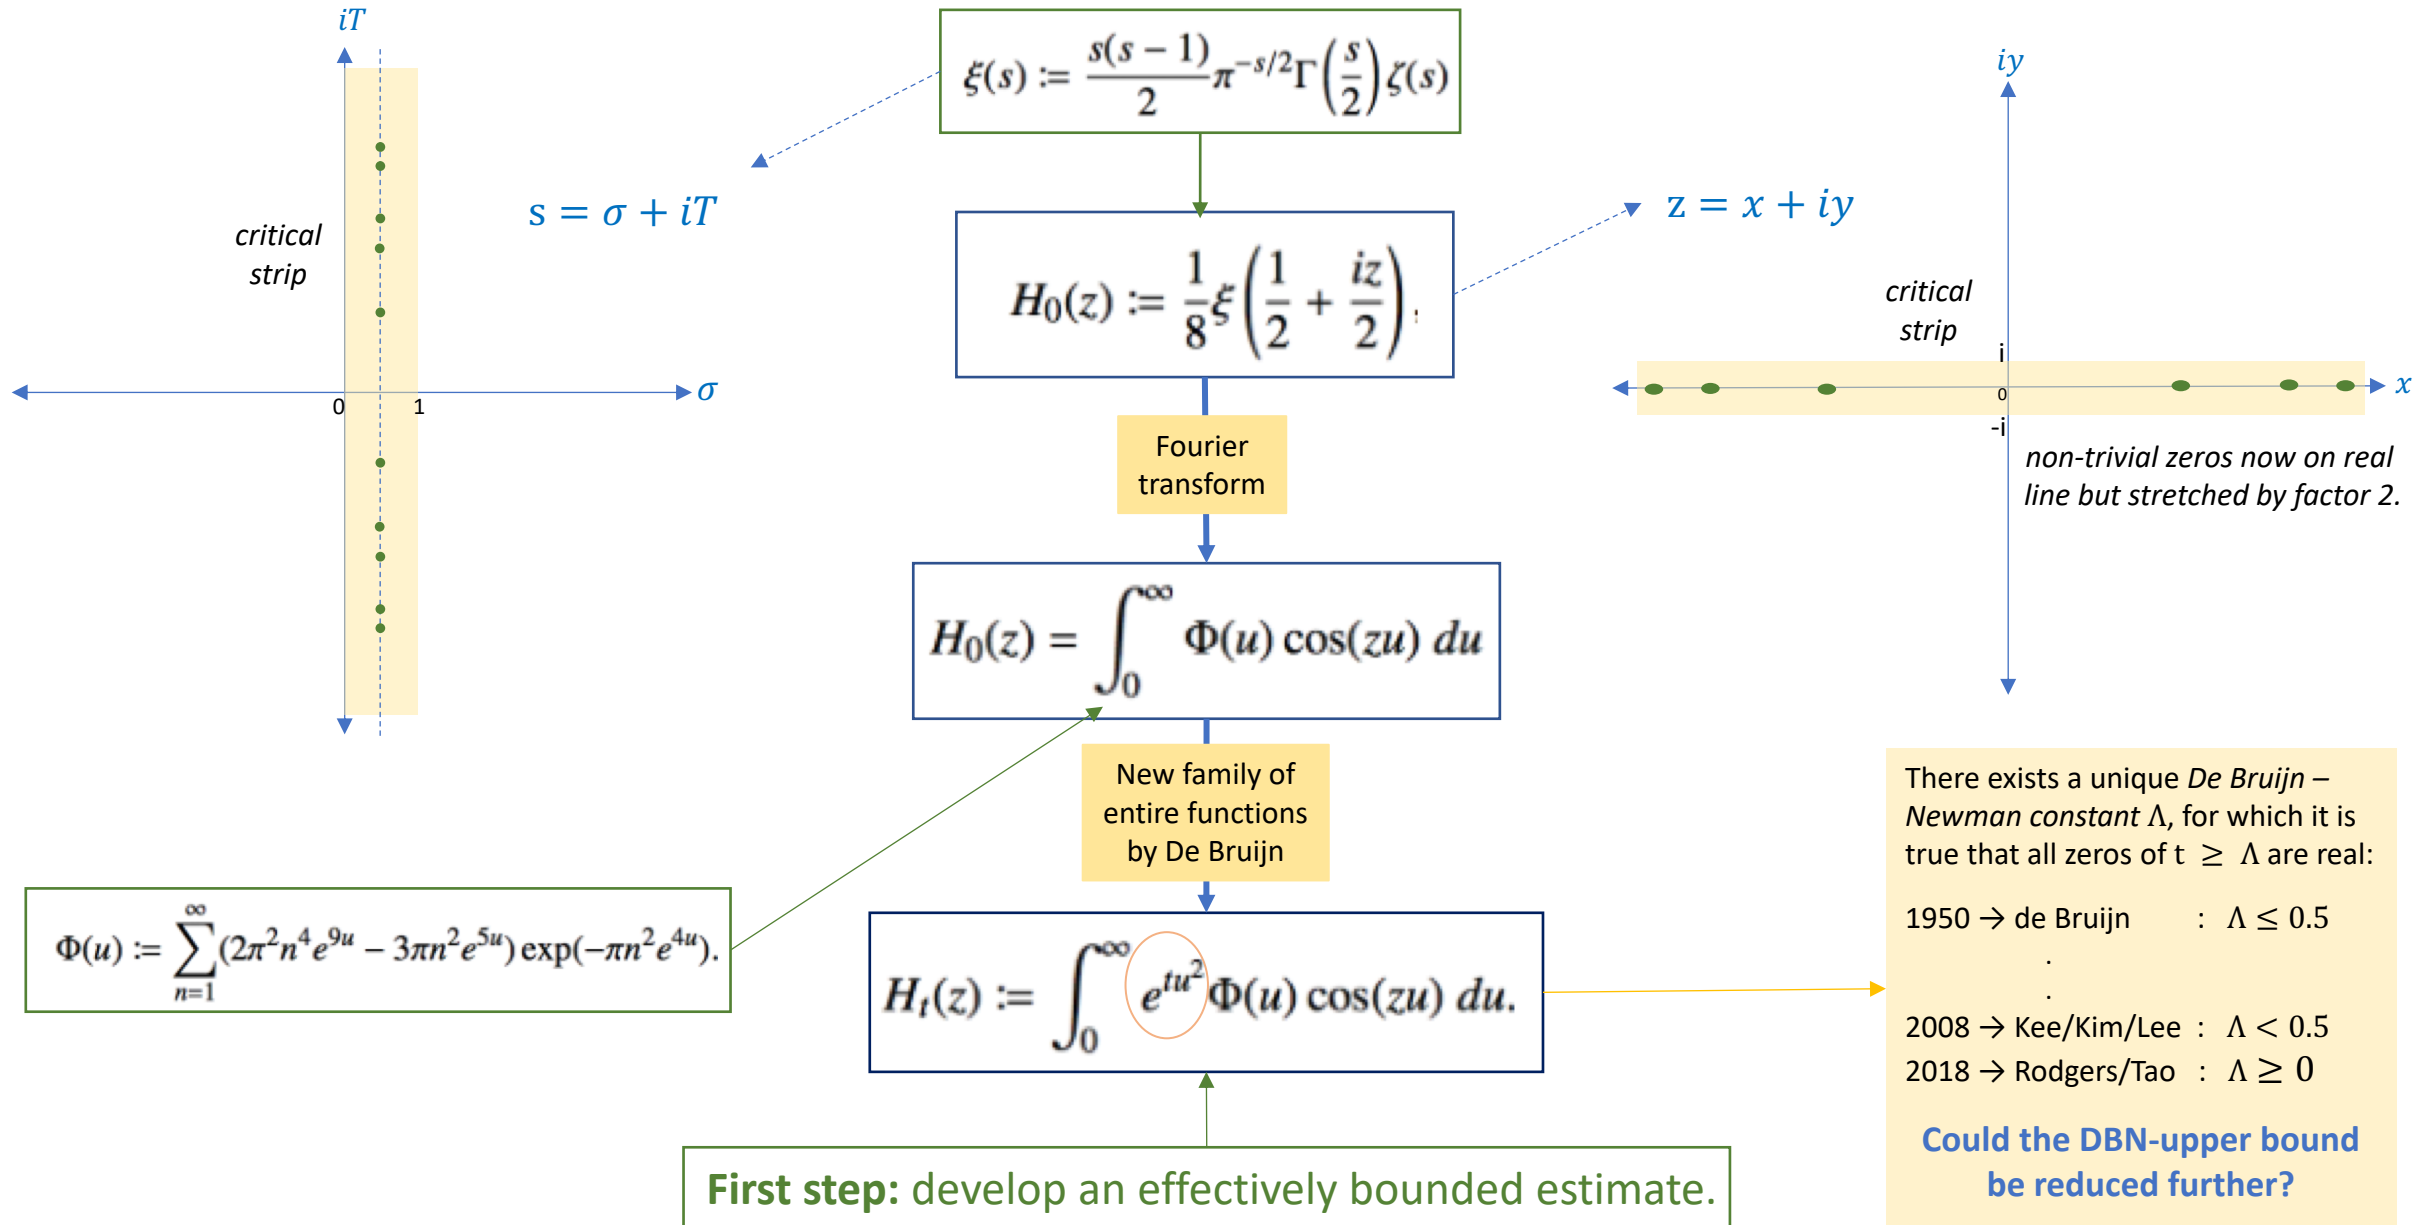 iT
ξ(s) := s(s − 1)/2 π^{−s/2} Γ(s/2) ζ(s)
iy
s = σ + iT
z = x + iy
critical
strip
H₀(z) := 1/8 ξ(1/2 + iz/2),
critical
strip
i
σ
0
1
x
0
-i
Fourier
transform
non-trivial zeros now on real
line but stretched by factor 2.
H₀(z) = ∫₀^∞ Φ(u) cos(zu) du
New family of
entire functions
by De Bruijn
Φ(u) := ∑_{n=1}^∞ (2π²n⁴e^{9u} − 3πn²e^{5u}) exp(−πn²e^{4u}).
H_t(z) := ∫₀^∞ e^{tu²} Φ(u) cos(zu) du.
There exists a unique De Bruijn –
Newman constant Λ, for which it is
true that all zeros of t ≥ Λ are real:
1950 → de Bruijn : Λ ≤ 0.5
.
.
2008 → Kee/Kim/Lee : Λ < 0.5
2018 → Rodgers/Tao : Λ ≥ 0
Could the DBN-upper bound
be reduced further?
First step: develop an effectively bounded estimate.